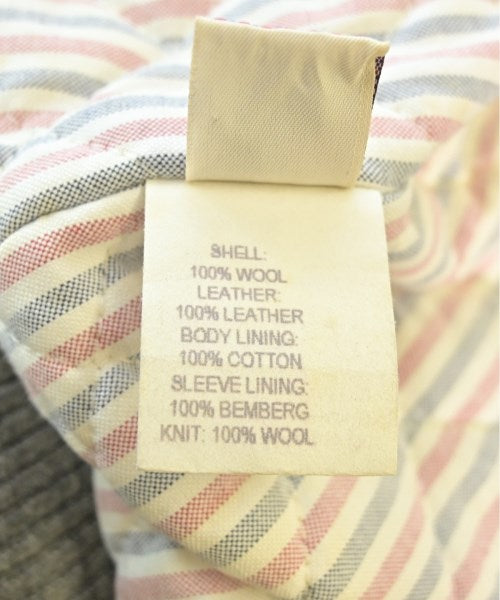 SHELL:
100% WOOL
LEATHER:
100% LEATHER
BODY LINING:
100% COTTON
SLEEVE LINING:
100% BEMBERG
KNIT: 100% WOOL